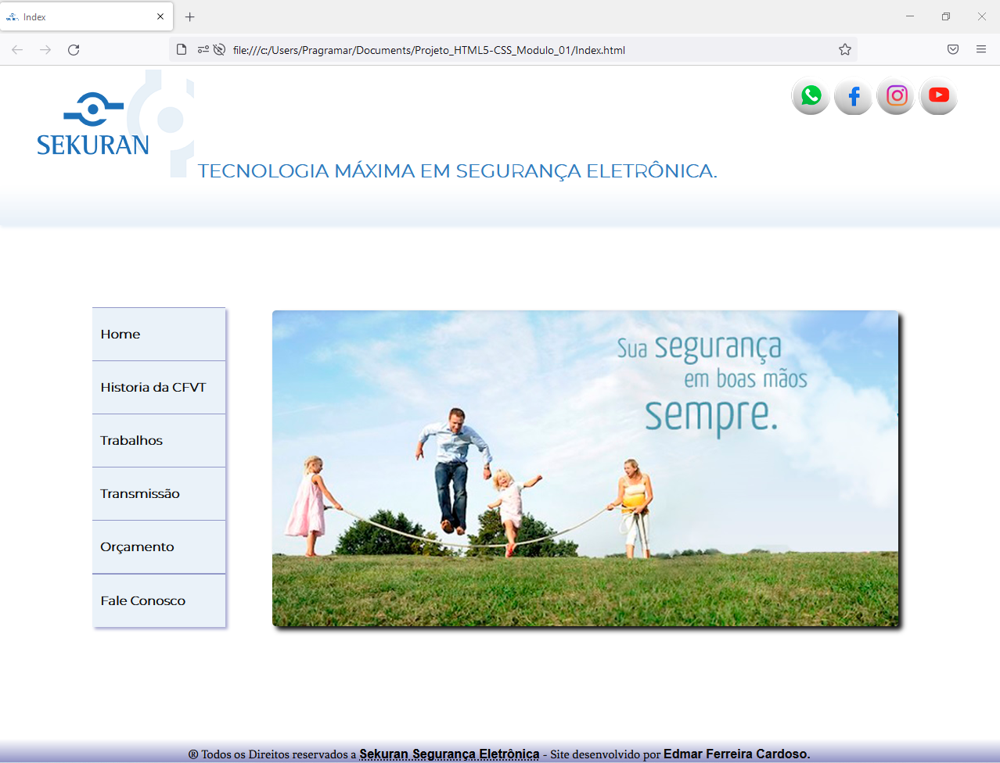 Index
file:///c:/Users/Pragramar/Documents/Projeto_HTML5-CSS_Modulo_01/Index.html
SEKURAN
TECNOLOGIA MÁXIMA EM SEGURANÇA ELETRÔNICA.
Home
Historia da CFVT
Trabalhos
Transmissão
Orçamento
Fale Conosco
Sua segurança
em boas mãos
sempre.
® Todos os Direitos reservados a Sekuran Segurança Eletrônica - Site desenvolvido por Edmar Ferreira Cardoso.